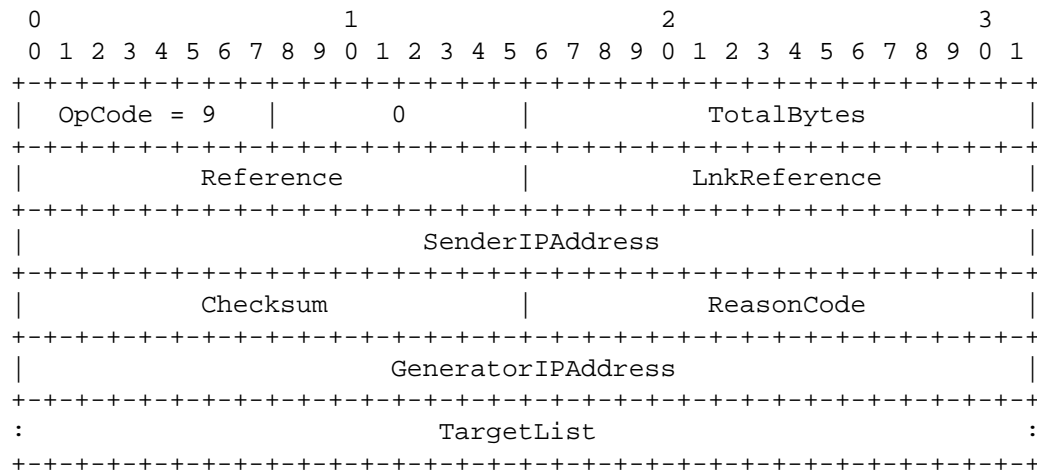 0                   1                   2                   3
 0 1 2 3 4 5 6 7 8 9 0 1 2 3 4 5 6 7 8 9 0 1 2 3 4 5 6 7 8 9 0 1
+-+-+-+-+-+-+-+-+-+-+-+-+-+-+-+-+-+-+-+-+-+-+-+-+-+-+-+-+-+-+-+-+
|  OpCode = 9   |       0       |           TotalBytes          |
+-+-+-+-+-+-+-+-+-+-+-+-+-+-+-+-+-+-+-+-+-+-+-+-+-+-+-+-+-+-+-+-+
|           Reference           |          LnkReference         |
+-+-+-+-+-+-+-+-+-+-+-+-+-+-+-+-+-+-+-+-+-+-+-+-+-+-+-+-+-+-+-+-+
|                         SenderIPAddress                       |
+-+-+-+-+-+-+-+-+-+-+-+-+-+-+-+-+-+-+-+-+-+-+-+-+-+-+-+-+-+-+-+-+
|           Checksum            |           ReasonCode          |
+-+-+-+-+-+-+-+-+-+-+-+-+-+-+-+-+-+-+-+-+-+-+-+-+-+-+-+-+-+-+-+-+
|                       GeneratorIPAddress                      |
+-+-+-+-+-+-+-+-+-+-+-+-+-+-+-+-+-+-+-+-+-+-+-+-+-+-+-+-+-+-+-+-+
:                          TargetList                           :
+-+-+-+-+-+-+-+-+-+-+-+-+-+-+-+-+-+-+-+-+-+-+-+-+-+-+-+-+-+-+-+-+